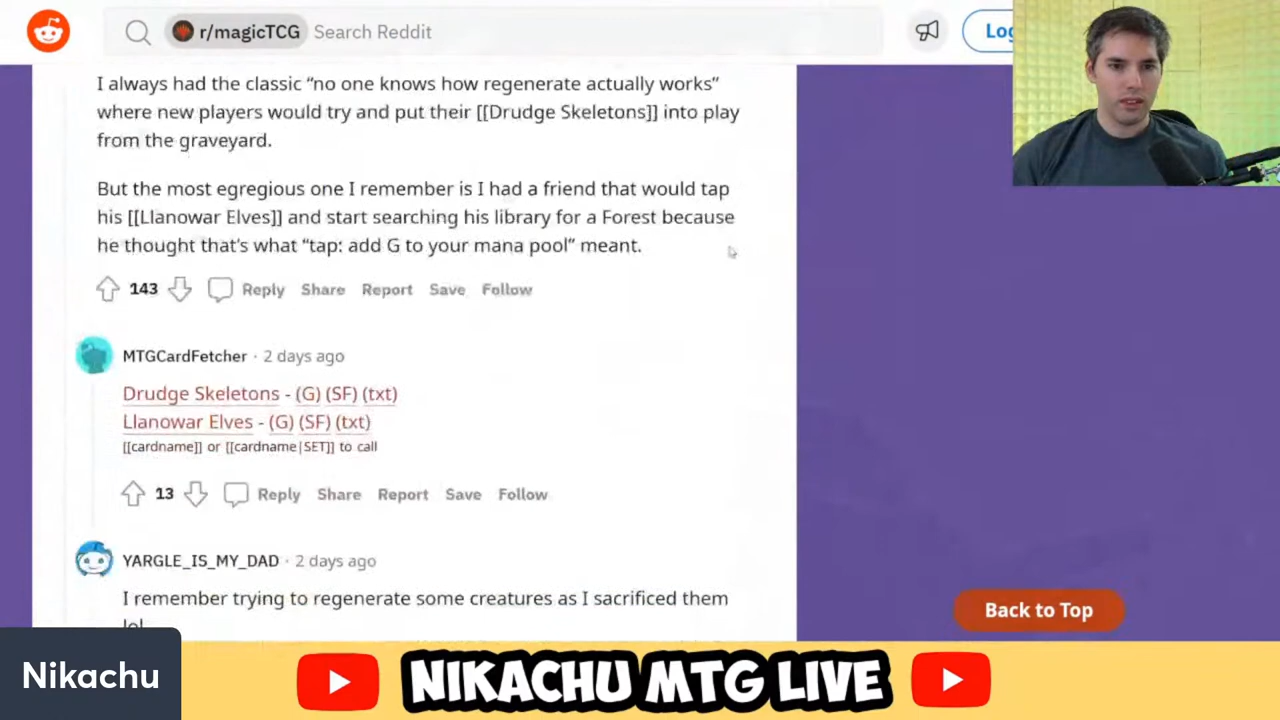 r/magicTCG Search Reddit
I always had the classic “no one knows how regenerate actually works”
where new players would try and put their [[Drudge Skeletons]] into play
from the graveyard.
But the most egregious one I remember is I had a friend that would tap
his [[Llanowar Elves]] and start searching his library for a Forest because
he thought that's what “tap: add G to your mana pool” meant.
143 Reply Share Report Save Follow
MTGCardFetcher · 2 days ago
Drudge Skeletons - (G) (SF) (txt)
Llanowar Elves - (G) (SF) (txt)
[[cardname]] or [[cardname|SET]] to call
13 Reply Share Report Save Follow
YARGLE_IS_MY_DAD · 2 days ago
I remember trying to regenerate some creatures as I sacrificed them
Back to Top
Nikachu
NIKACHU MTG LIVE